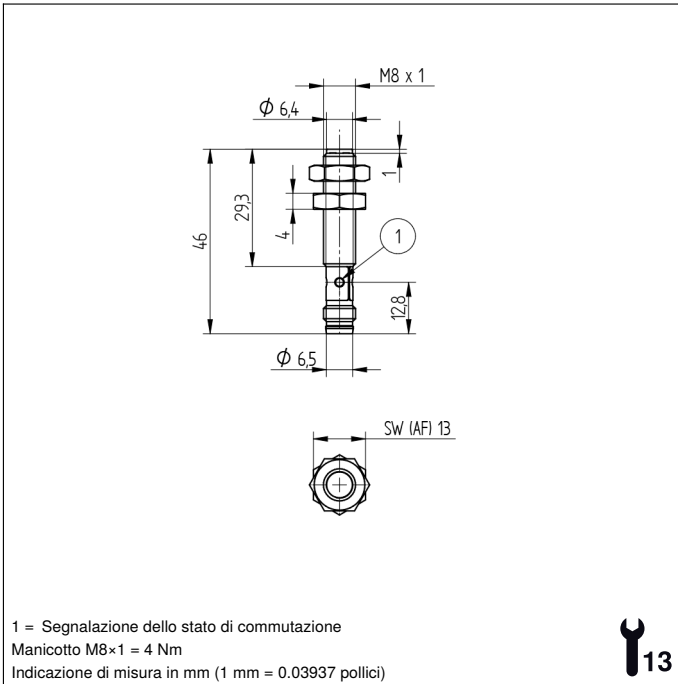 M8 x 1
Φ 6,4
1
29,3
4
46
1
12,8
Φ 6,5
SW (AF) 13
1 = Segnalazione dello stato di commutazione
Manicotto M8×1 = 4 Nm
Indicazione di misura in mm (1 mm = 0.03937 pollici)
13